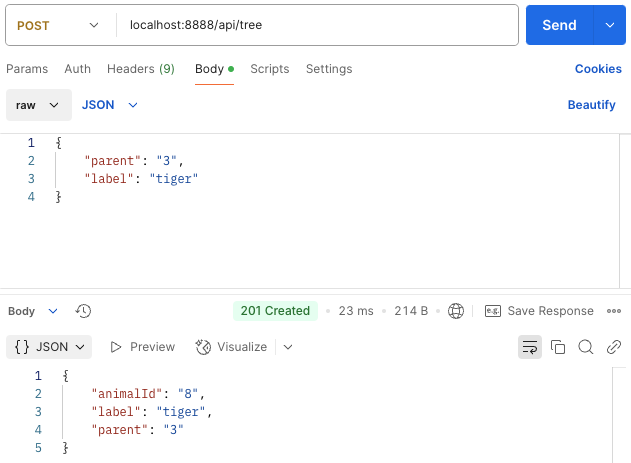 POST localhost:8888/api/tree Send
Params Auth Headers (9) Body Scripts Settings Cookies
raw JSON Beautify
1 {
2 "parent": "3",
3 "label": "tiger"
4 }
Body 201 Created 23 ms 214 B e.g. Save Response
{} JSON Preview Visualize
1 {
2 "animalId": "8",
3 "label": "tiger",
4 "parent": "3"
5 }